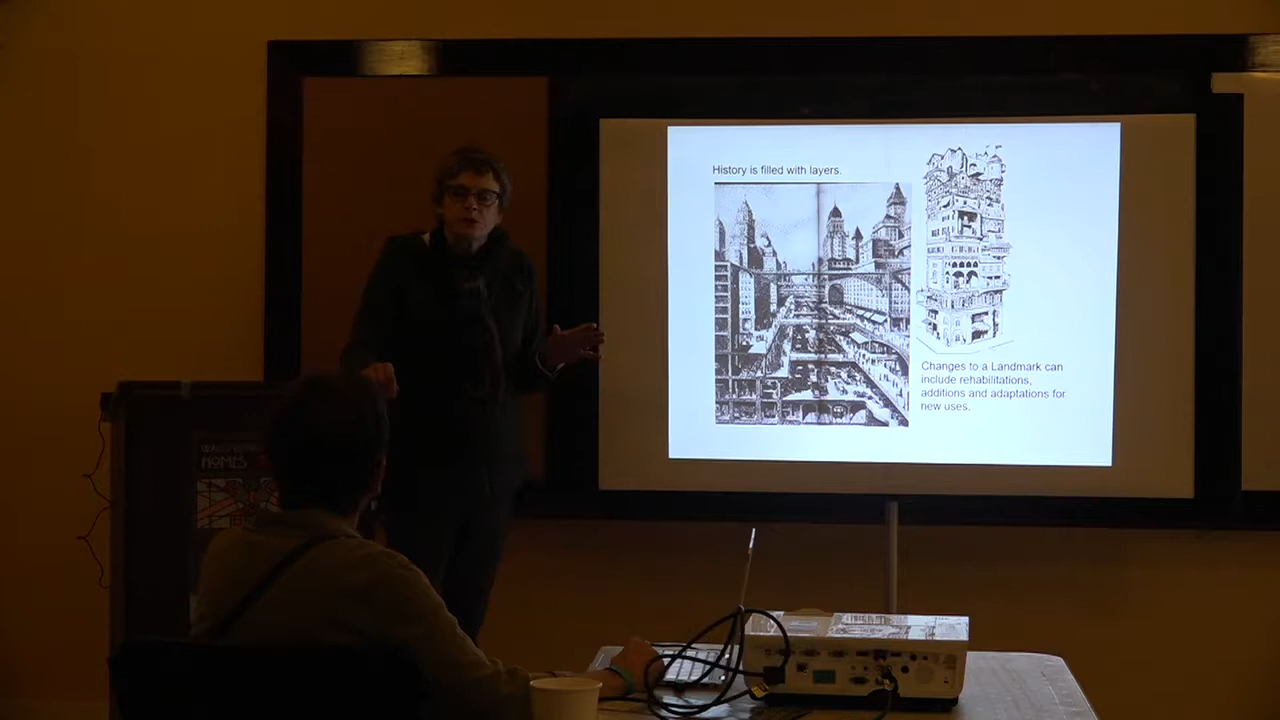 History is filled with layers.
Changes to a Landmark can
include rehabilitations,
additions and adaptations for
new uses.
HOMES